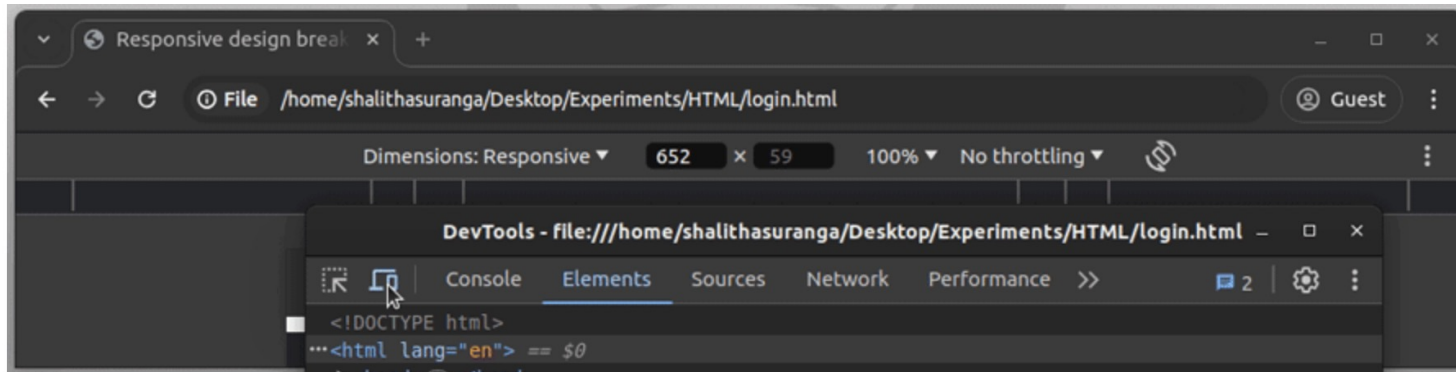 Responsive design break
File /home/shalithasuranga/Desktop/Experiments/HTML/login.html Guest
Dimensions: Responsive 652 × 59 100% No throttling
DevTools - file:///home/shalithasuranga/Desktop/Experiments/HTML/login.html
Console Elements Sources Network Performance 2
<!DOCTYPE html>
<html lang="en"> == $0